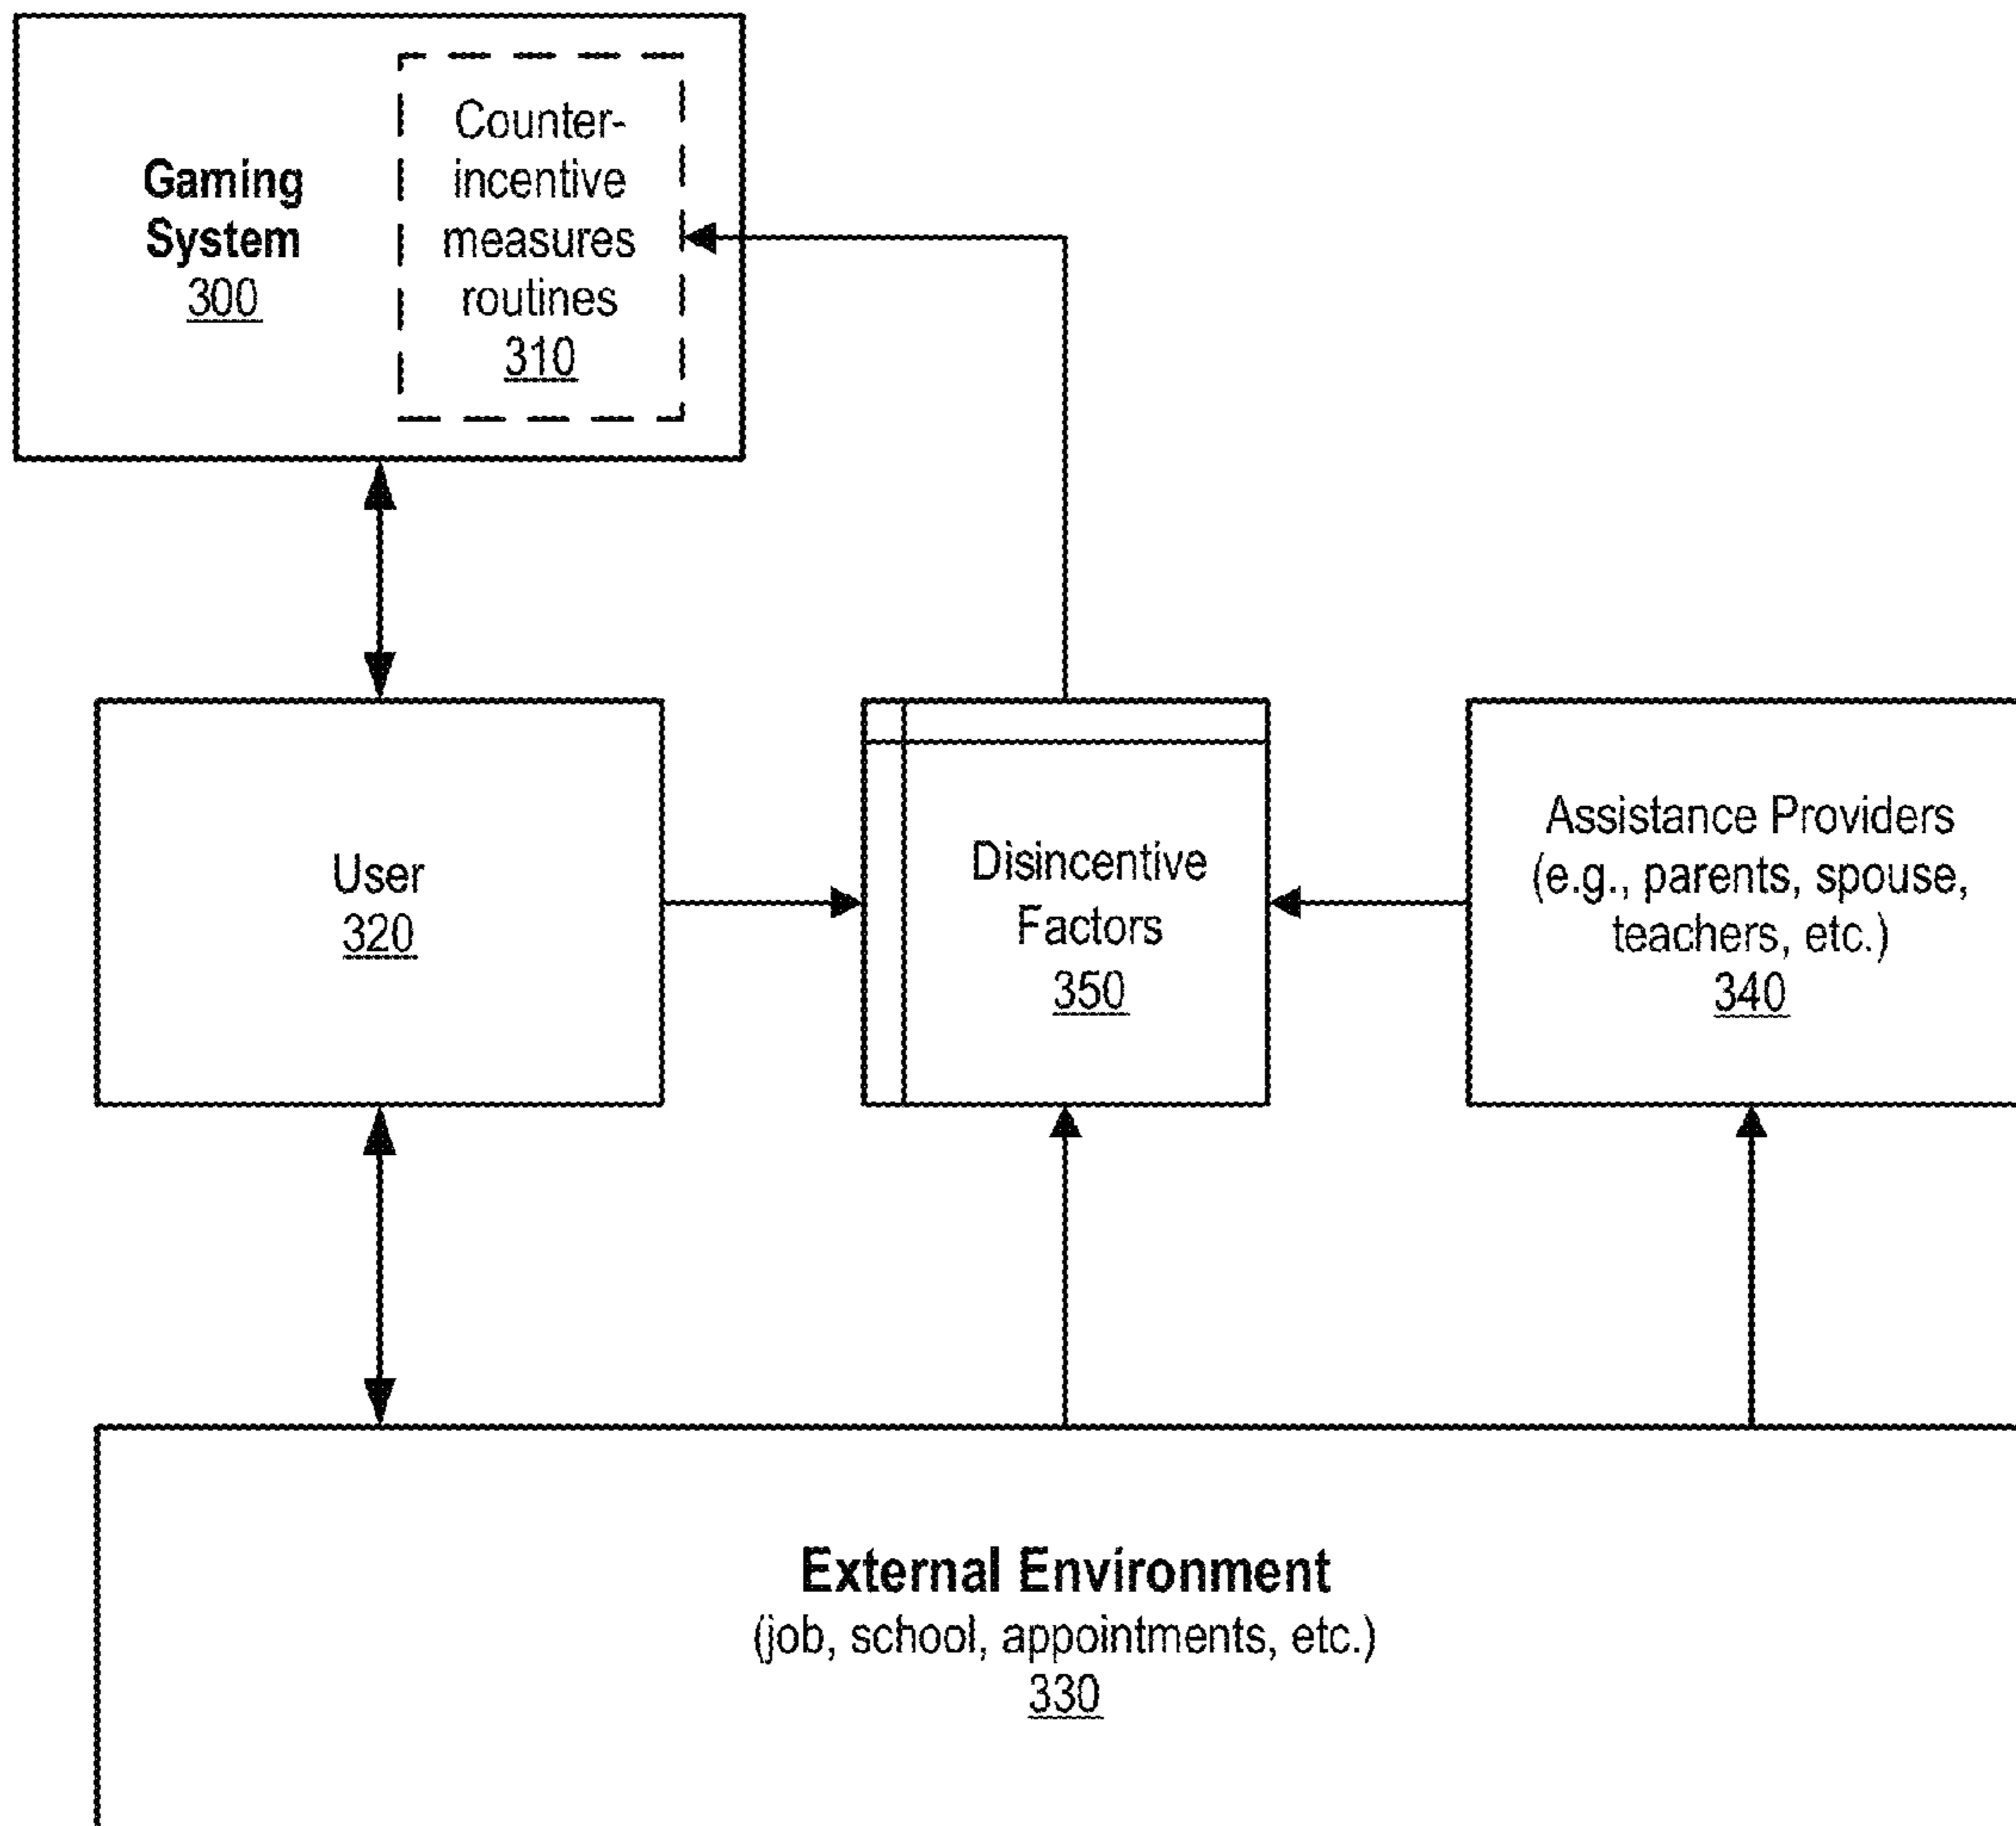 Gaming
System
300
Counter-
incentive
measures
routines
310
User
320
Disincentive
Factors
350
Assistance Providers
(e.g., parents, spouse,
teachers, etc.)
340
External Environment
(job, school, appointments, etc.)
330